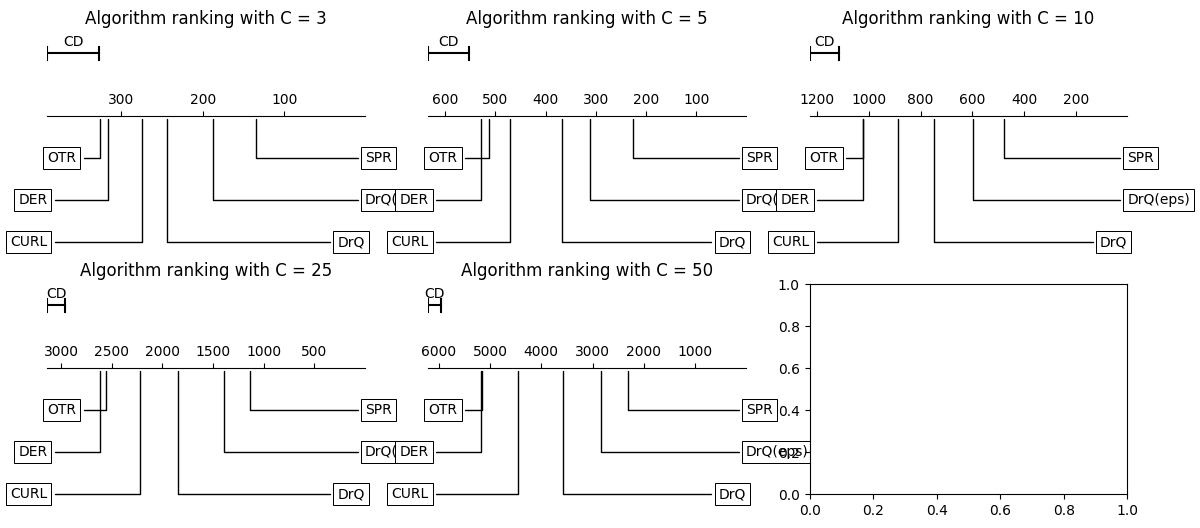 Algorithm ranking with C = 3
CD
300 200 100
OTR SPR
DER DrQ(
CURL DrQ
Algorithm ranking with C = 5
CD
600 500 400 300 200 100
OTR SPR
DER DrQ(
CURL DrQ
Algorithm ranking with C = 10
CD
1200 1000 800 600 400 200
OTR SPR
DER DrQ(eps)
CURL DrQ
Algorithm ranking with C = 25
CD
3000 2500 2000 1500 1000 500
OTR SPR
DER DrQ(
CURL DrQ
Algorithm ranking with C = 50
CD
6000 5000 4000 3000 2000 1000
OTR SPR
DER DrQ(eps)
CURL DrQ
1.0
0.8
0.6
0.4
0.2
0.0
0.0 0.2 0.4 0.6 0.8 1.0